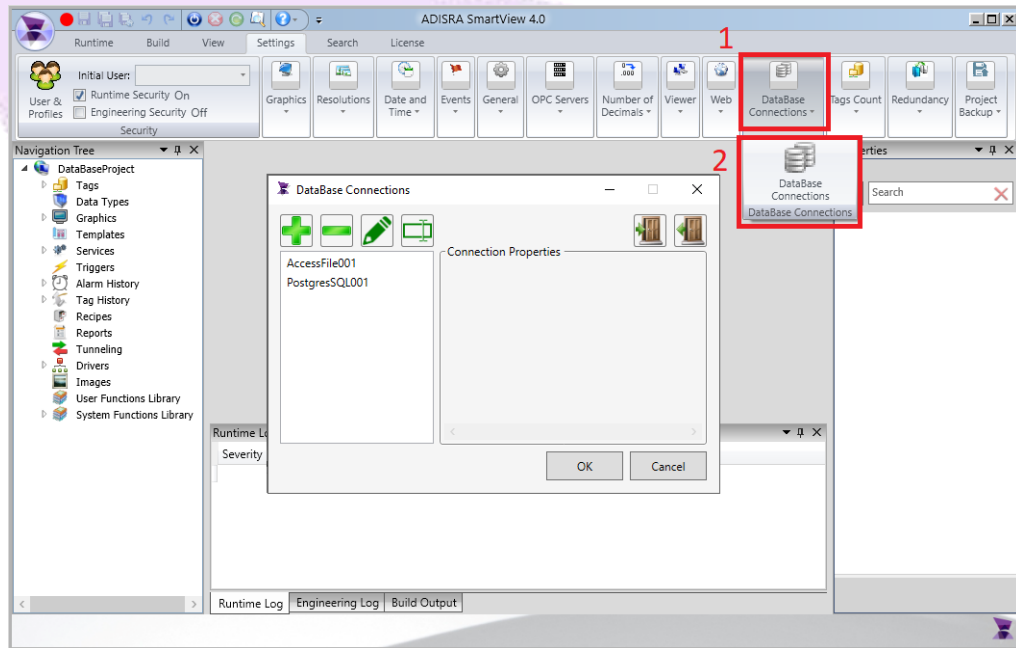 ADISRA SmartView 4.0
Runtime Build View Settings Search License
1
Initial User:
Runtime Security On
Engineering Security Off
User &
Profiles
Security
Graphics
Resolutions
Date and
Time
Events
General
OPC Servers
.000
Number of
Decimals
Viewer
Web
DataBase
Connections
Tags Count
Redundancy
Project
Backup
2
DataBase
Connections
DataBase Connections
Navigation Tree
DataBaseProject
Tags
Data Types
Graphics
Templates
Services
Triggers
Alarm History
Tag History
Recipes
Reports
Tunneling
Drivers
Images
User Functions Library
System Functions Library
DataBase Connections
Connection Properties
AccessFile001
PostgresSQL001
OK
Cancel
erties
Search
Runtime Lo
Severity
Runtime Log
Engineering Log
Build Output